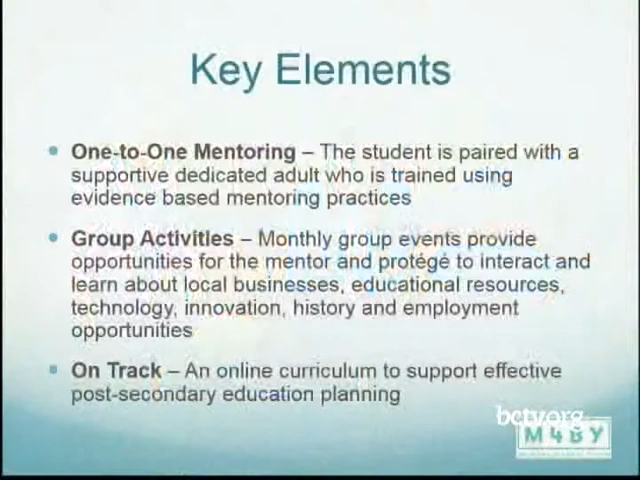 Key Elements
• One-to-One Mentoring – The student is paired with a
supportive dedicated adult who is trained using
evidence based mentoring practices
• Group Activities – Monthly group events provide
opportunities for the mentor and protégé to interact and
learn about local businesses, educational resources,
technology, innovation, history and employment
opportunities
• On Track – An online curriculum to support effective
post-secondary education planning
bctv.org
M4BY